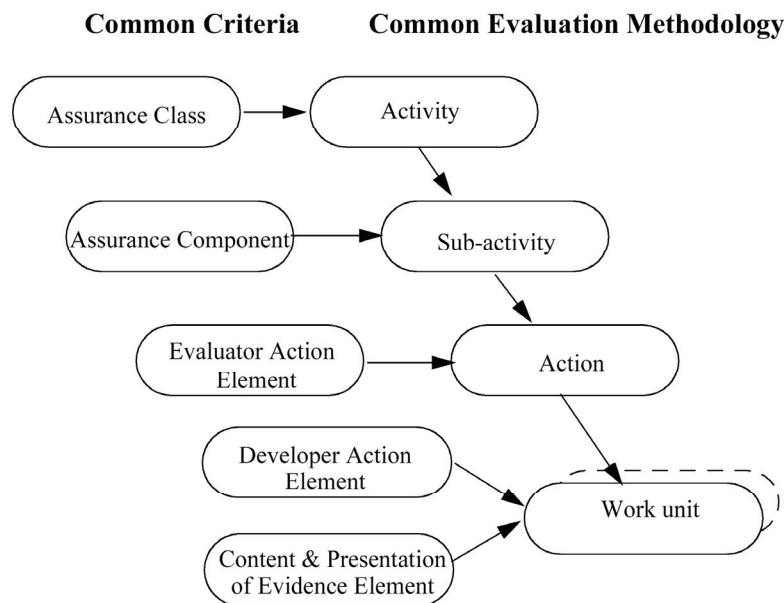 Common Criteria Common Evaluation Methodology
Assurance Class
Activity
Assurance Component
Sub-activity
Evaluator Action
Element
Action
Developer Action
Element
Work unit
Content & Presentation
of Evidence Element